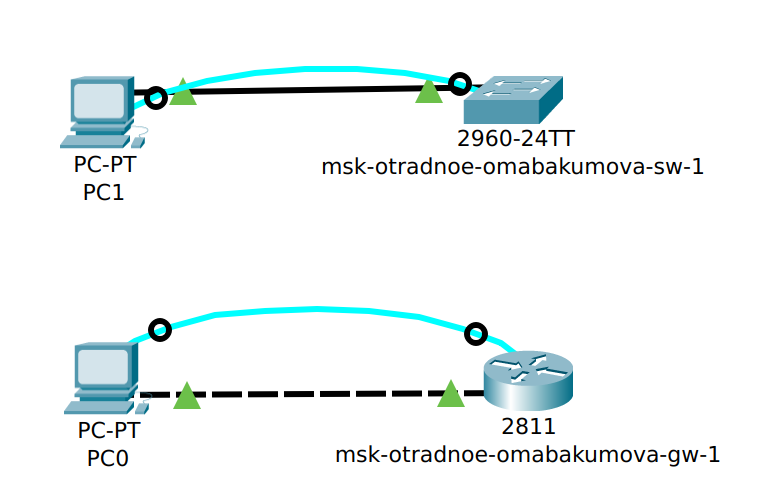 2960-24TT
PC-PT
msk-otradnoe-omabakumova-sw-1
PC1
2811
PC-PT
msk-otradnoe-omabakumova-gw-1
PC0